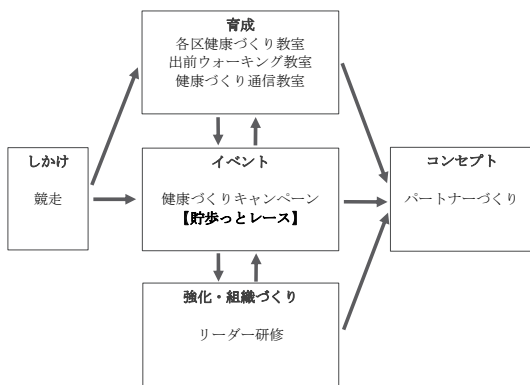 育成
各区健康づくり教室
出前ウォーキング教室
健康づくり通信教室
しかけ
競走
イベント
健康づくりキャンペーン
【貯歩っとレース】
コンセプト
パートナーづくり
強化・組織づくり
リーダー研修